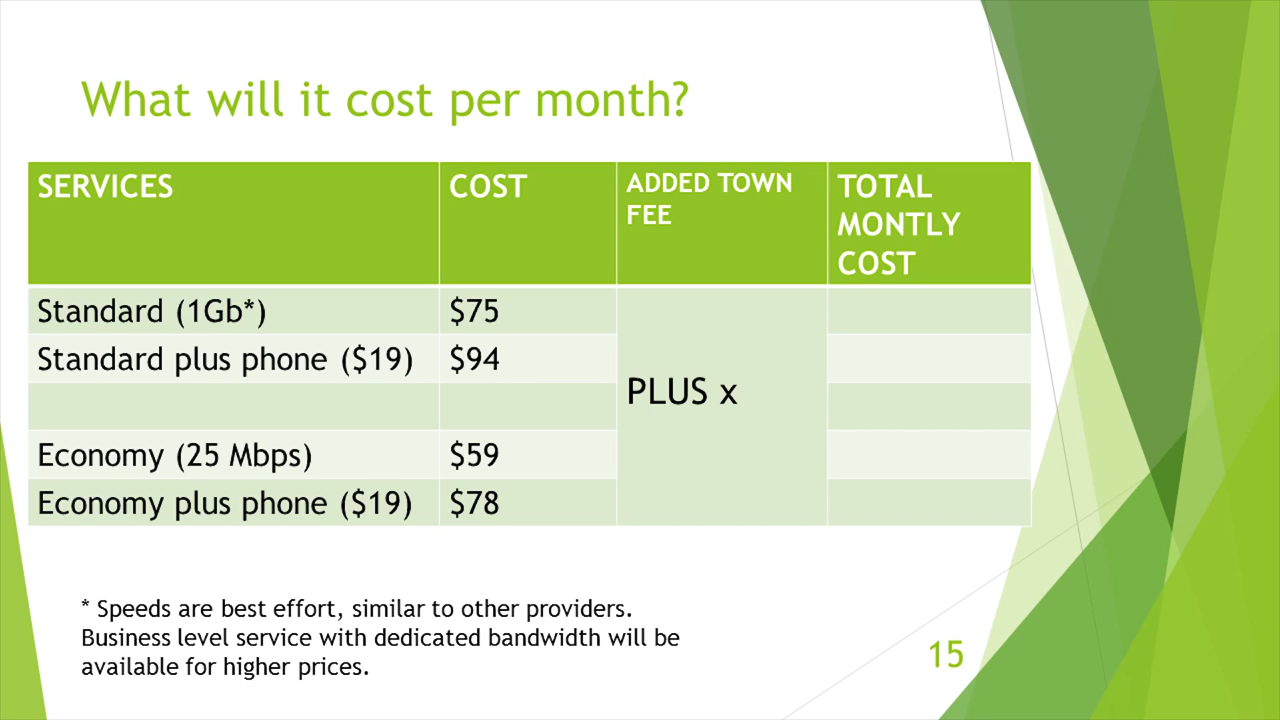 What will it cost per month?
SERVICES
COST
ADDED TOWN
FEE
TOTAL
MONTLY
COST
Standard (1Gb*)
$75
Standard plus phone ($19)
$94
PLUS x
Economy (25 Mbps)
$59
Economy plus phone ($19)
$78
* Speeds are best effort, similar to other providers.
Business level service with dedicated bandwidth will be
available for higher prices.
15